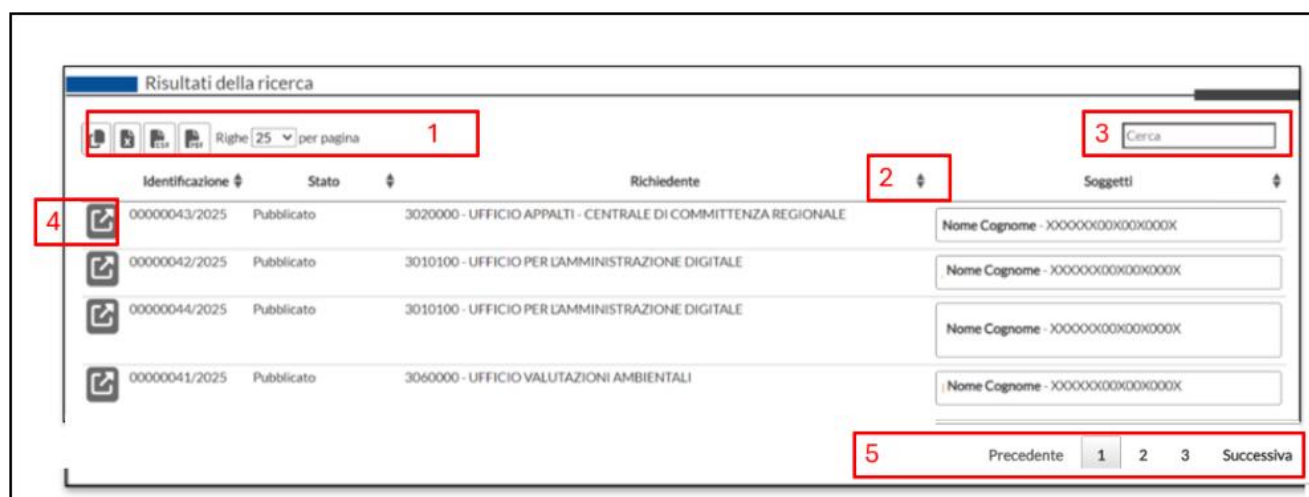 Risultati della ricerca
CSV PDF Righe 25 per pagina 1 3 Cerca
Identificazione Stato Richiedente 2 Soggetti
4 00000043/2025 Pubblicato 3020000 - UFFICIO APPALTI - CENTRALE DI COMMITTENZA REGIONALE Nome Cognome - XXXXXX00X00X000X
00000042/2025 Pubblicato 3010100 - UFFICIO PER L'AMMINISTRAZIONE DIGITALE Nome Cognome - XXXXXX00X00X000X
00000044/2025 Pubblicato 3010100 - UFFICIO PER L'AMMINISTRAZIONE DIGITALE Nome Cognome - XXXXXX00X00X000X
00000041/2025 Pubblicato 3060000 - UFFICIO VALUTAZIONI AMBIENTALI Nome Cognome - XXXXXX00X00X000X
5 Precedente 1 2 3 Successiva